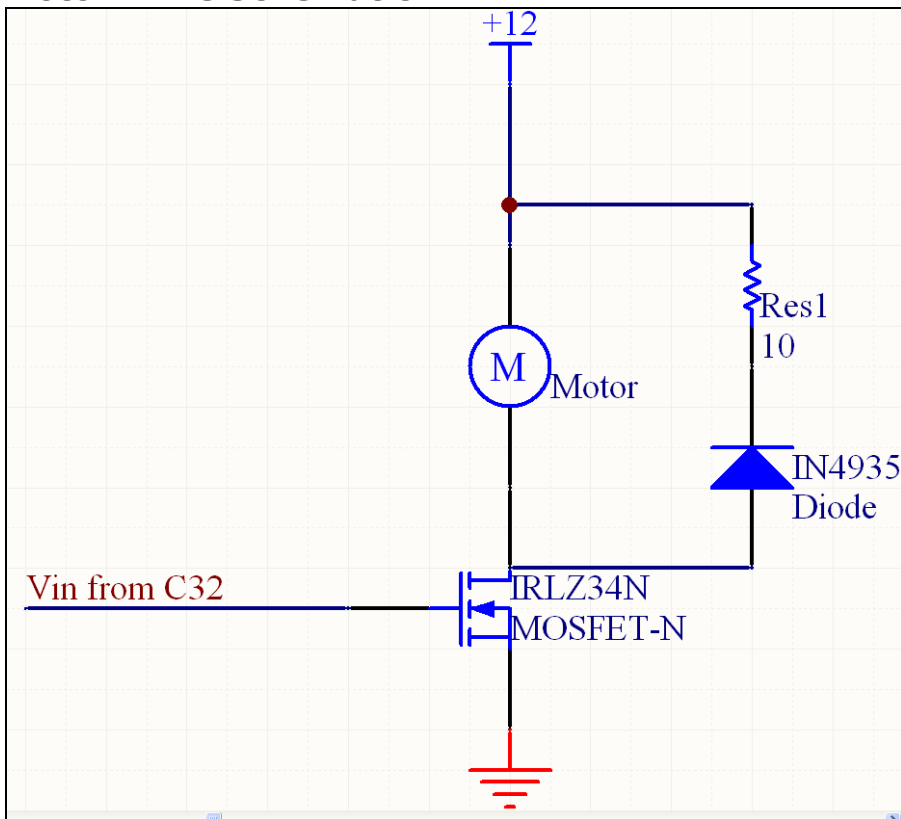 +12
Res1
10
M
Motor
IN4935
Diode
Vin from C32
IRLZ34N
MOSFET-N